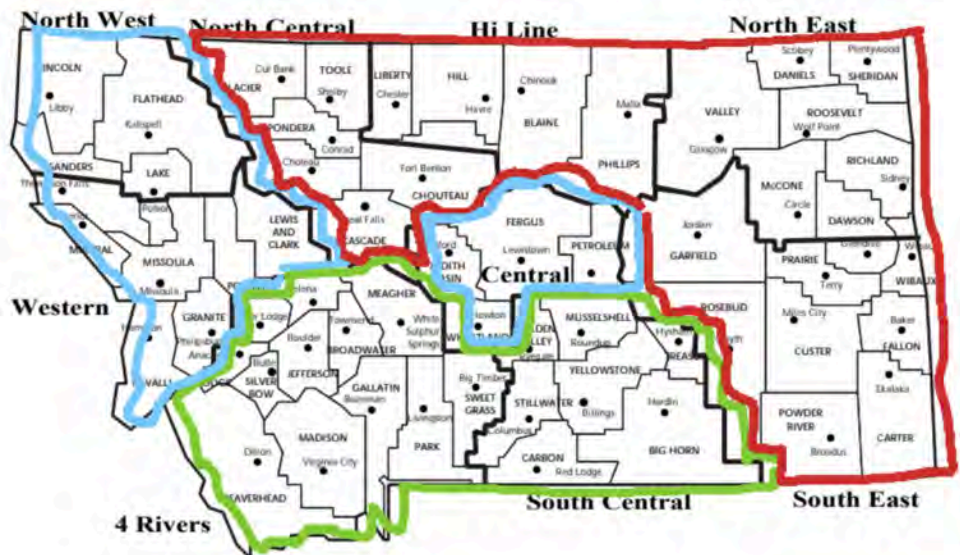 North West
North Central
Hi Line
North East
INCOLN
Libby
FLATHEAD
Kalispell
SANDERS
LAKE
Polson
LACIER
Cut Bank
TOOLE
Shelby
LIBERTY
Chester
HILL
Havre
Chinook
BLAINE
Malta
PHILLIPS
PONDERA
Conrad
Choteau
Fort Benton
CHOUTEAU
VALLEY
Glasgow
Scobey
DANIELS
Plentywood
SHERIDAN
ROOSEVELT
Wolf Point
RICHLAND
Sidney
McCONE
Circle
DAWSON
LEWIS
AND
CLARK
CASCADE
FERGUS
Lewistown
PETROLEUM
Jordan
GARFIELD
PRAIRIE
Terry
WIBAUX
MISSOULA
Missoula
Western
GRANITE
Central
MEAGHER
White
Sulphur
Springs
Townsend
BROADWATER
Boulder
JEFFERSON
Butte
SILVER
BOW
MUSSELSHELL
Roundup
Hysham
ROSEBUD
Miles City
CUSTER
Baker
FALLON
Ekalaka
CARTER
POWDER
RIVER
Broadus
GALLATIN
Bozeman
Livingston
PARK
Big Timber
SWEET
GRASS
STILLWATER
Columbus
YELLOWSTONE
Billings
Hardin
BIG HORN
CARBON
Red Lodge
MADISON
Virginia City
Dillon
EAVERHEAD
4 Rivers
South Central
South East